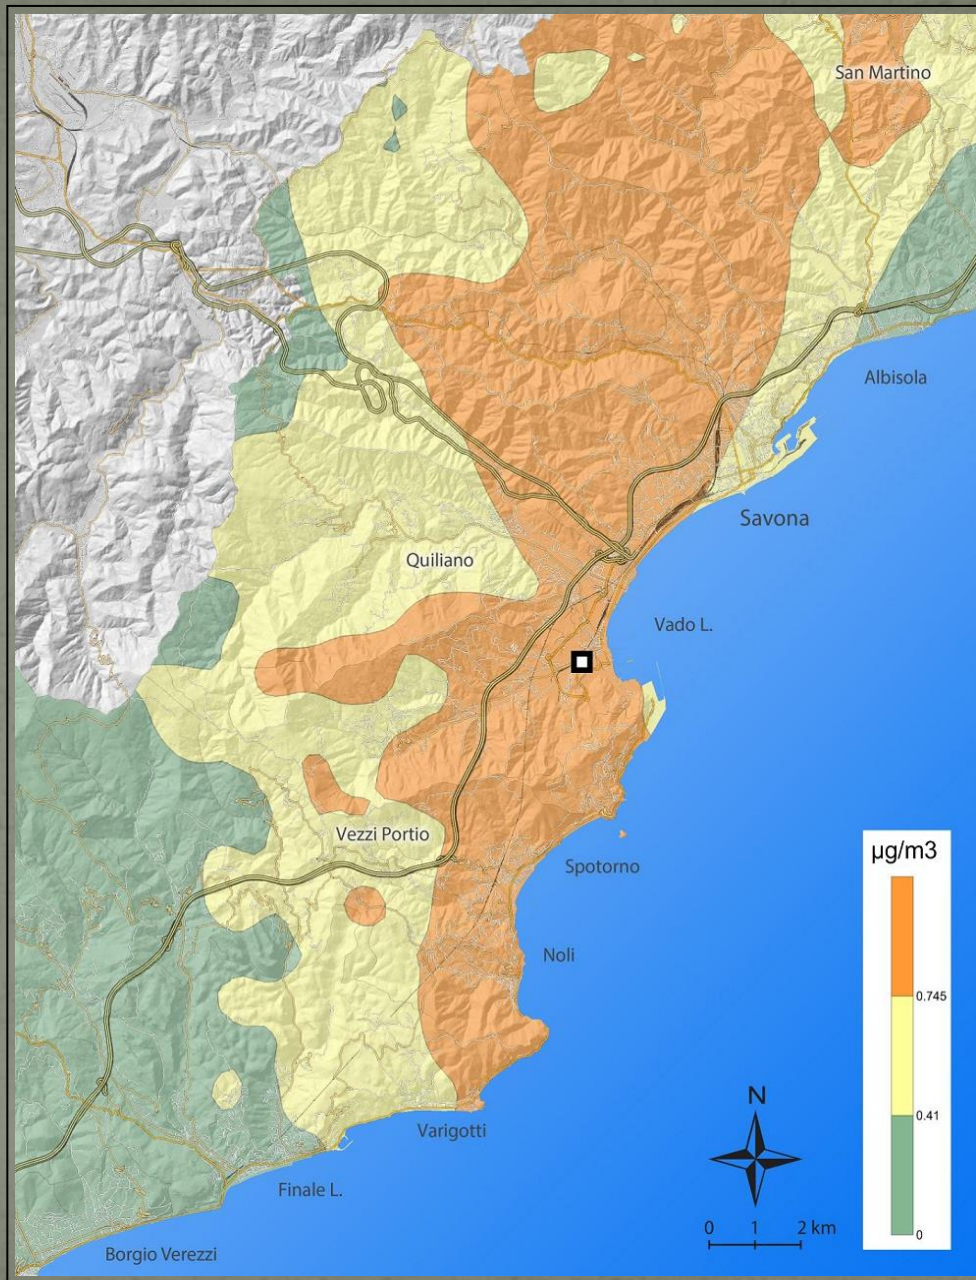 San Martino
Albisola
Savona
Quiliano
Vado L.
Vezzi Portio
Spotorno
Noli
Varigotti
Finale L.
Borgio Verezzi
µg/m3
0.745
0.41
0
N
0 1 2 km